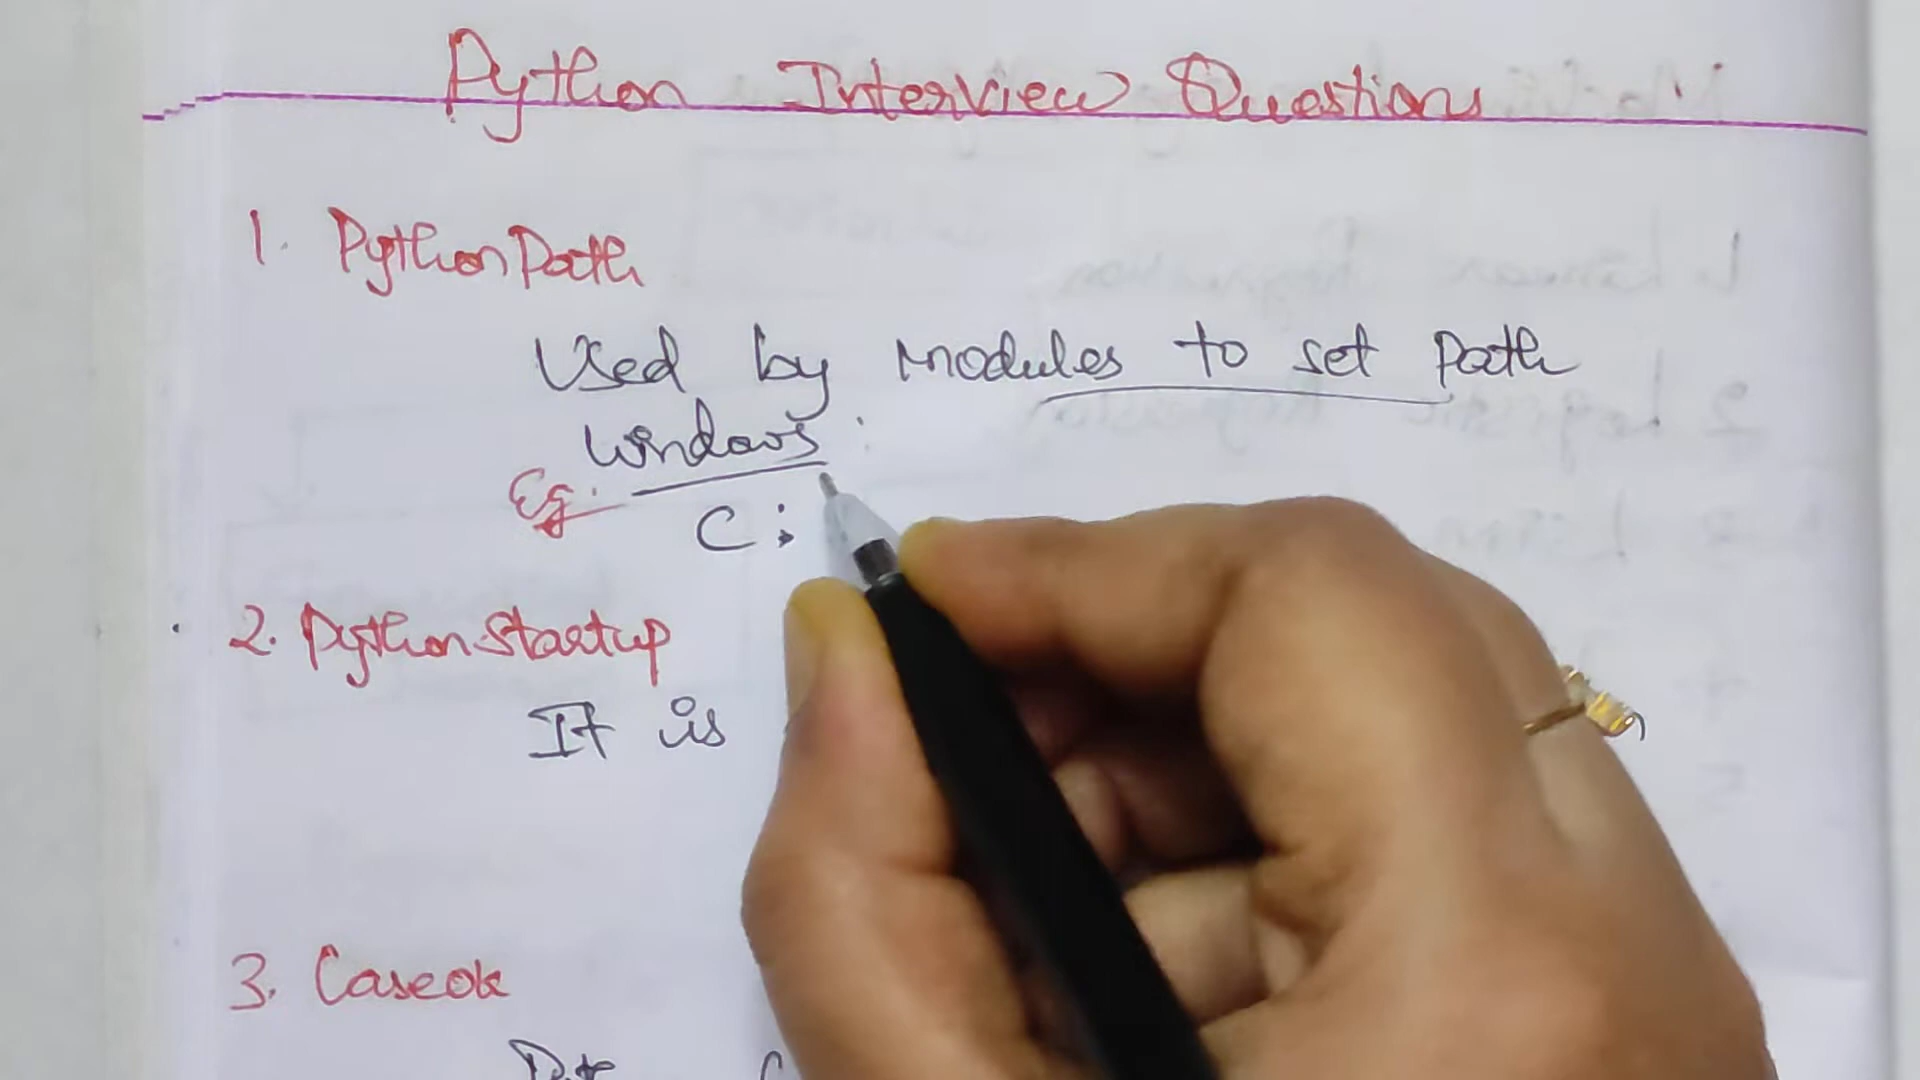 Python Interview Questions
1. PythonPath
Used by modules to set Path
Windows:
Eg:
C:
2. PythonStartup
It is
3. Caseok